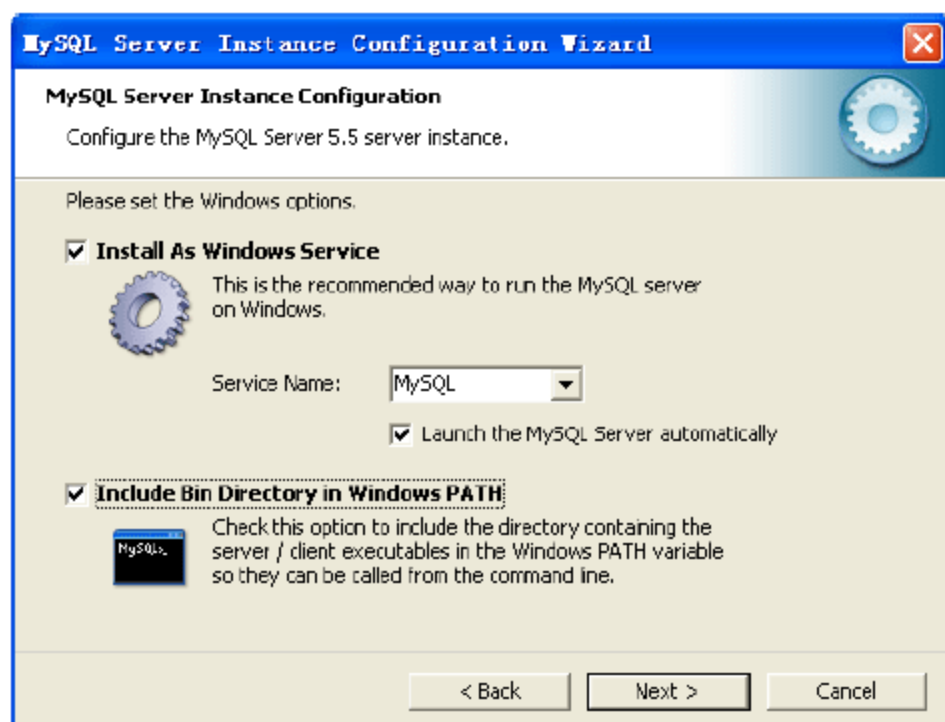 MySQL Server Instance Configuration Wizard
MySQL Server Instance Configuration
Configure the MySQL Server 5.5 server instance.
Please set the Windows options.
Install As Windows Service
This is the recommended way to run the MySQL server
on Windows.
Service Name:
MySQL
Launch the MySQL Server automatically
Include Bin Directory in Windows PATH
Check this option to include the directory containing the
server / client executables in the Windows PATH variable
so they can be called from the command line.
MySQL>_
< Back
Next >
Cancel